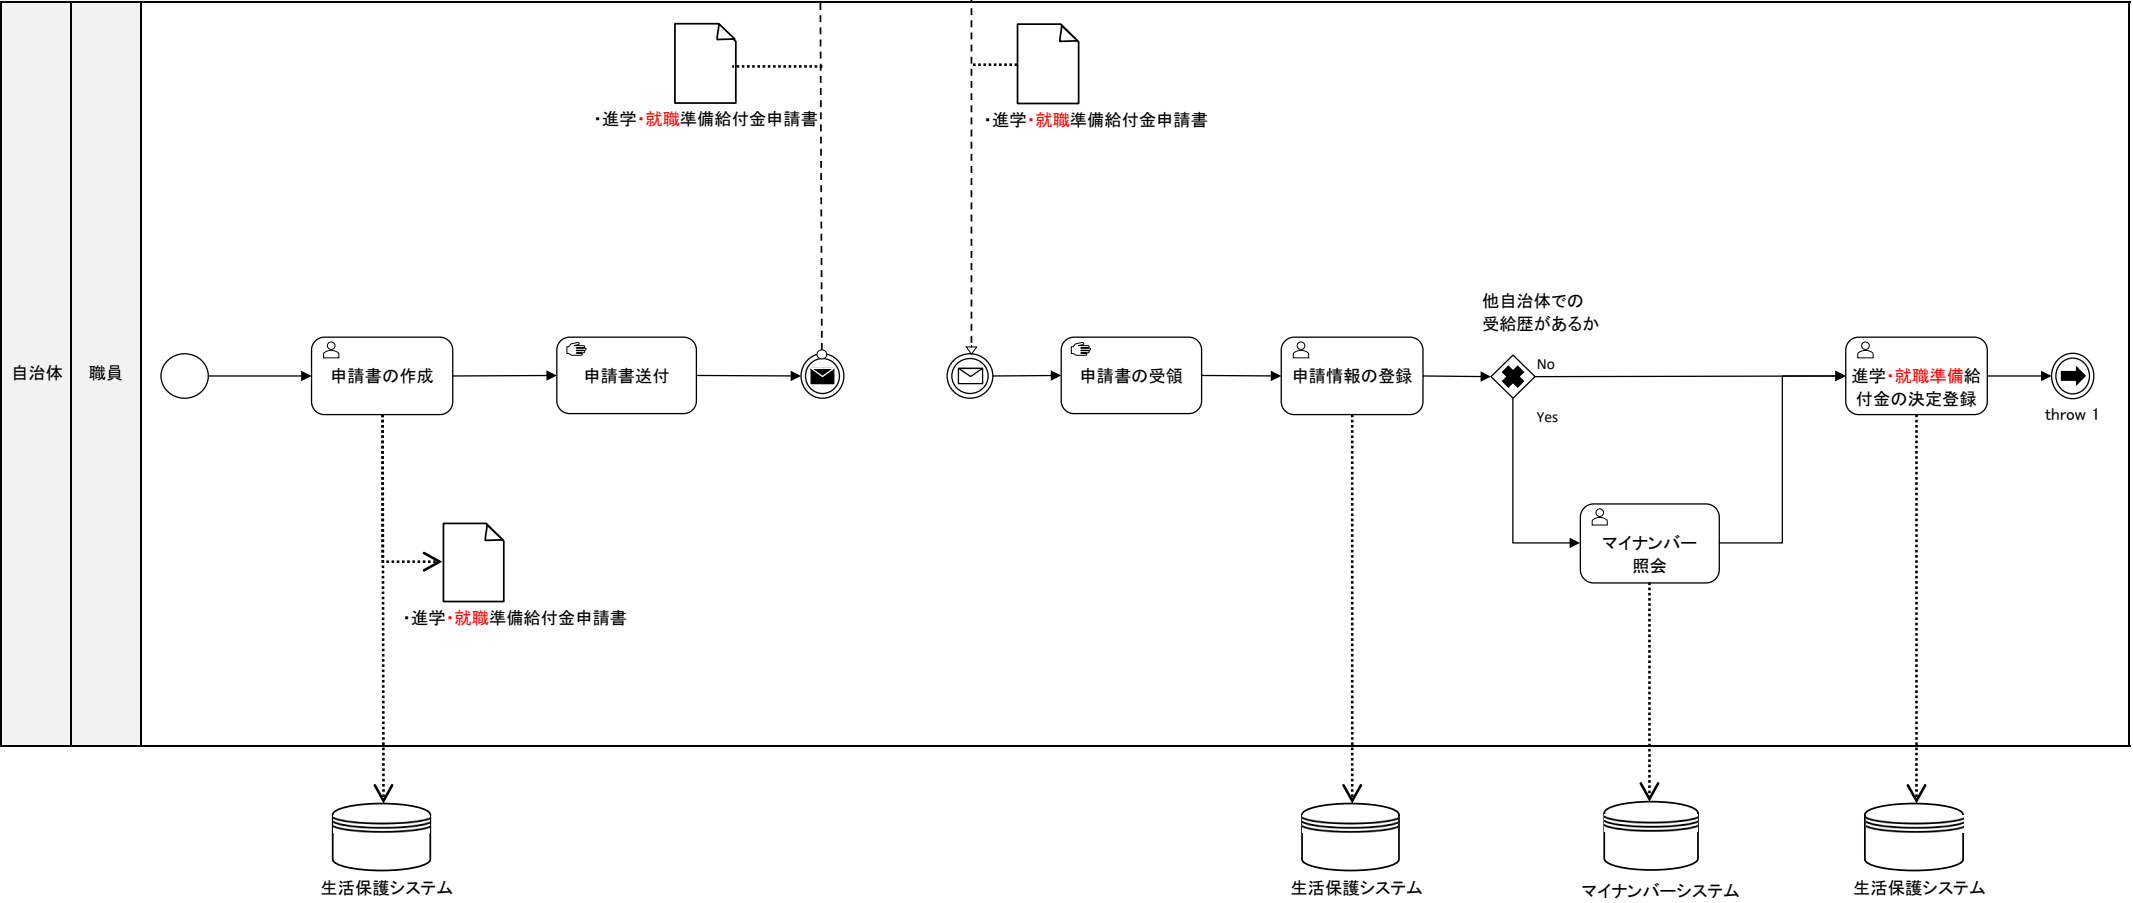 ・進学・就職準備給付金申請書
・進学・就職準備給付金申請書
他自治体での
受給歴があるか
自治体
職員
申請書の作成
申請書送付
申請書の受領
申請情報の登録
No
Yes
進学・就職準備給
付金の決定登録
throw 1
マイナンバー
照会
・進学・就職準備給付金申請書
生活保護システム
生活保護システム
マイナンバーシステム
生活保護システム